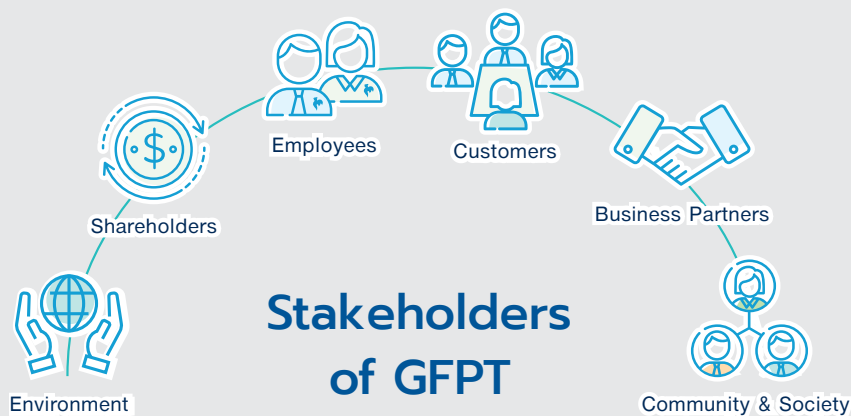 Employees
Customers
Shareholders
Business Partners
Stakeholders
of GFPT
Environment
Community & Society